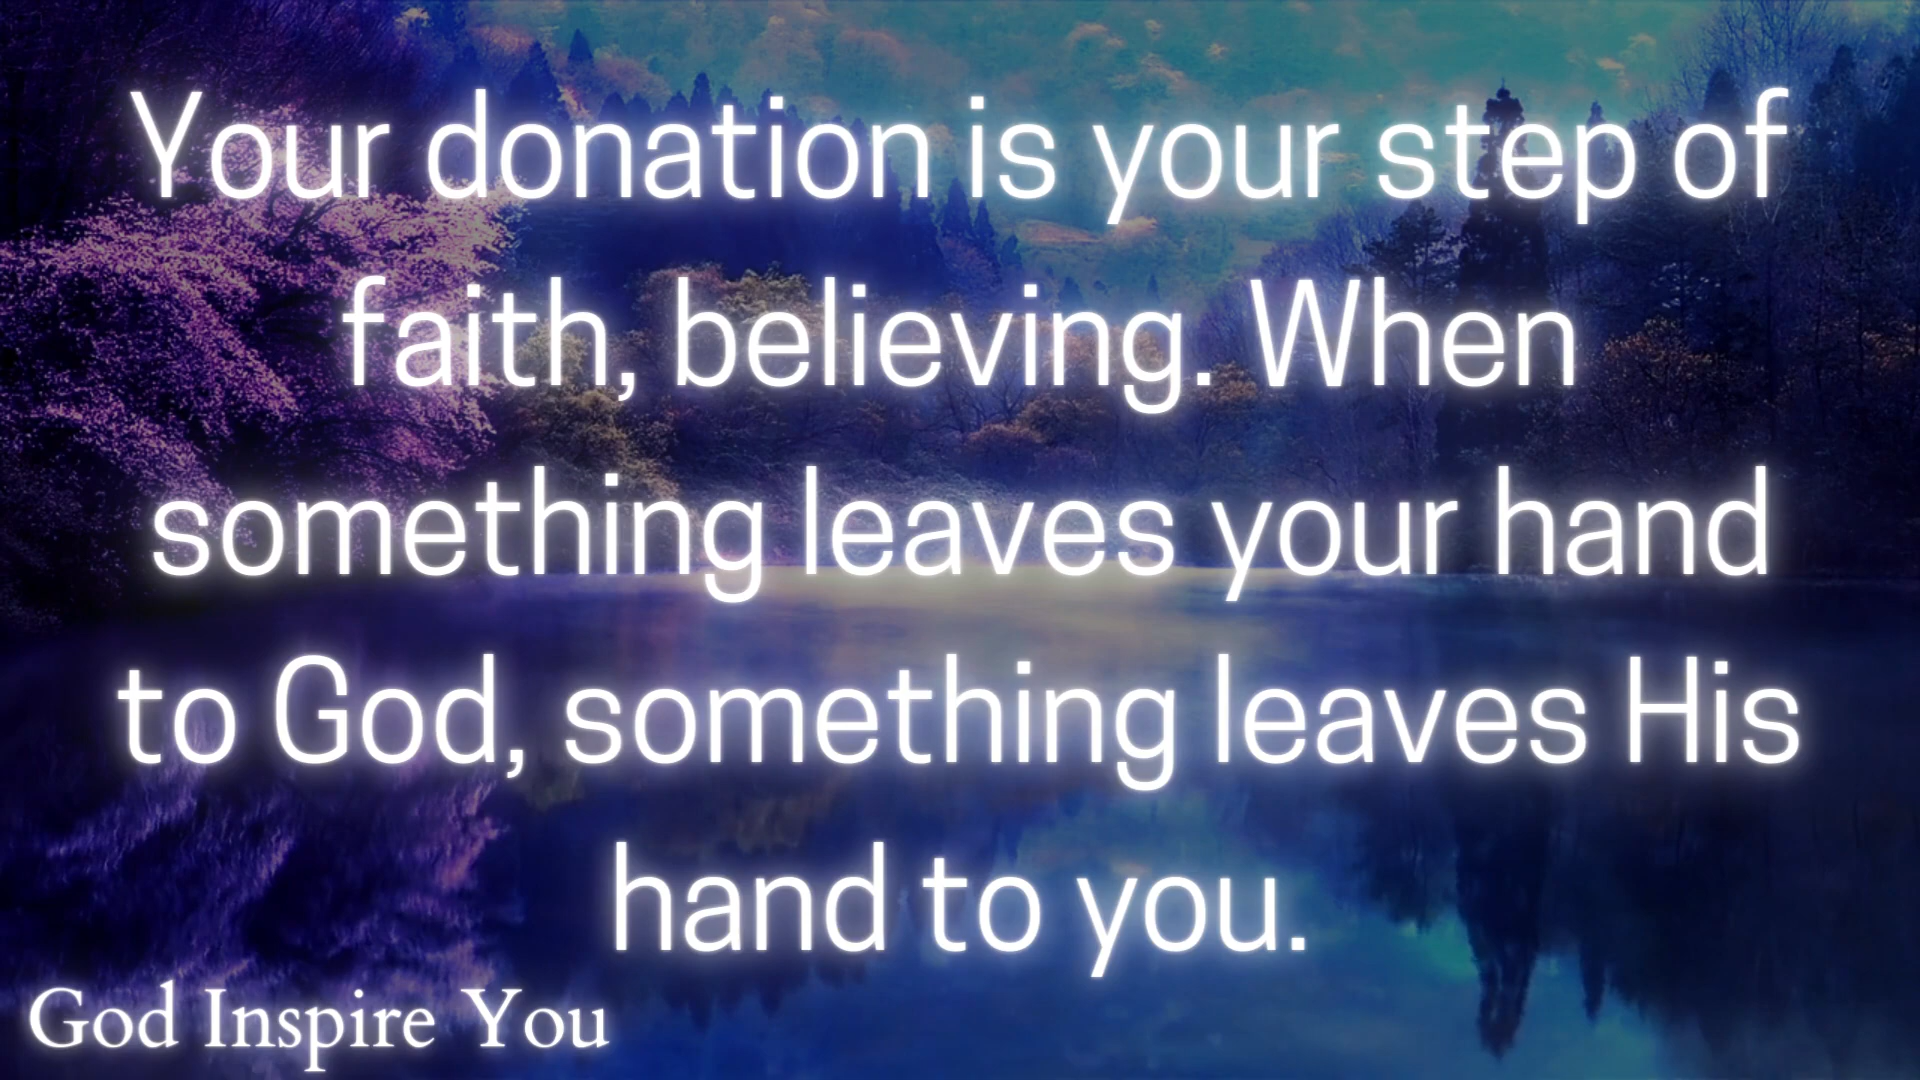 Your donation is your step of
faith, believing. When
something leaves your hand
to God, something leaves His
hand to you.
God Inspire You